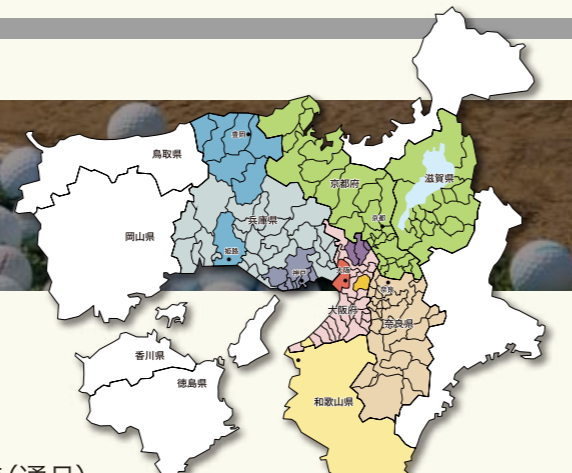 豊岡
鳥取県
京都府
滋賀県
岡山県
兵庫県
京都
姫路
神戸
大阪
奈良
大阪府
奈良県
香川県
徳島県
和歌山県
(通日)